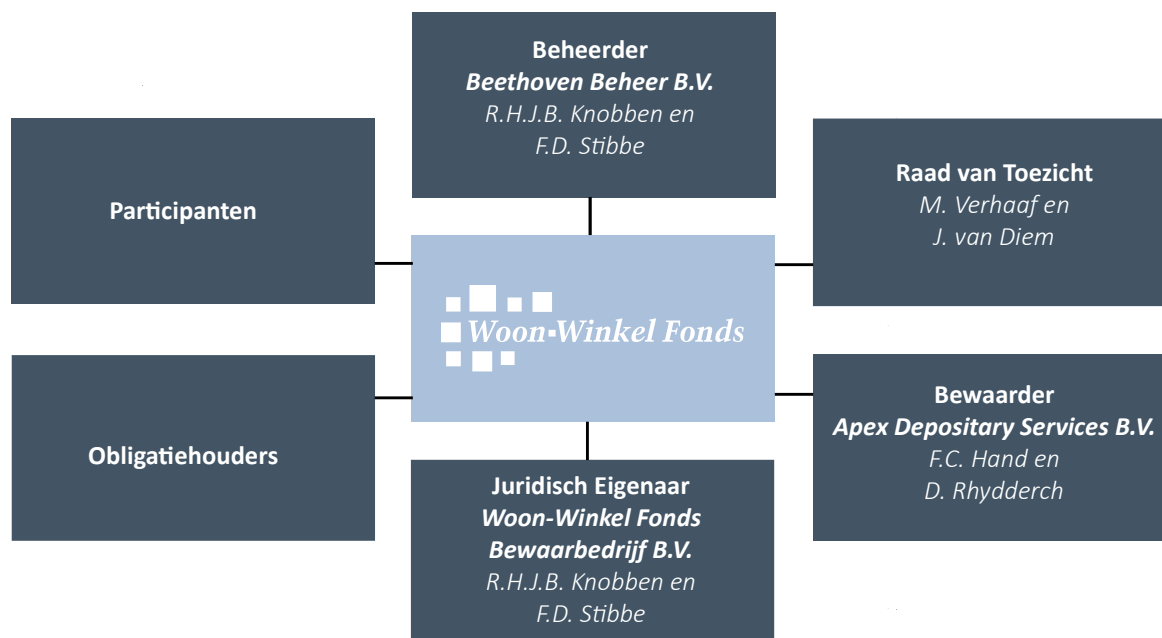 Beheerder
Beethoven Beheer B.V.
R.H.J.B. Knobben en
F.D. Stibbe
Participanten
Raad van Toezicht
M. Verhaaf en
J. van Diem
Woon-Winkel Fonds
Obligatiehouders
Bewaarder
Apex Depositary Services B.V.
F.C. Hand en
D. Rhydderch
Juridisch Eigenaar
Woon-Winkel Fonds
Bewaarbedrijf B.V.
R.H.J.B. Knobben en
F.D. Stibbe